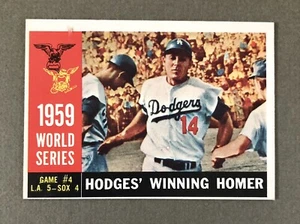 1959
WORLD
SERIES
GAME #4
L.A. 5-SOX 4
HODGES' WINNING HOMER
Dodgers
14